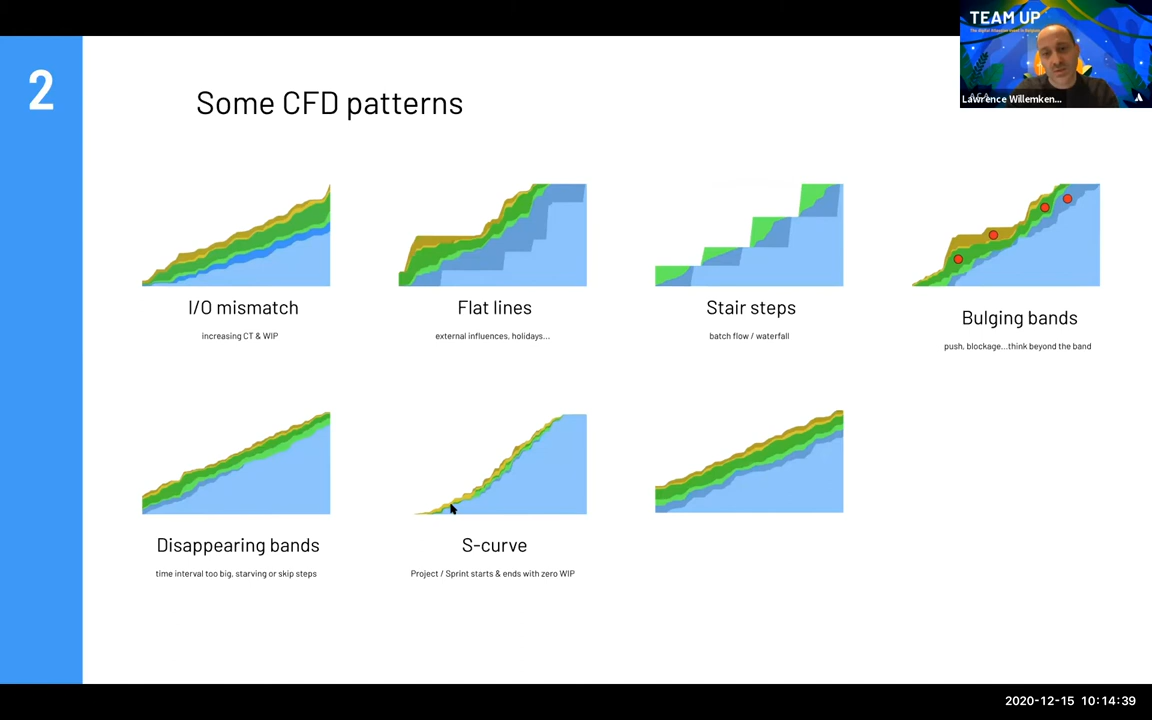 2
Some CFD patterns
TEAM UP
Lawrence Willemken...
I/O mismatch
increasing CT & WIP
Flat lines
external influences, holidays...
Stair steps
batch flow / waterfall
Bulging bands
push, blockage...think beyond the band
Disappearing bands
time interval too big, starving or skip steps
S-curve
Project / Sprint starts & ends with zero WIP
2020-12-15 10:14:39